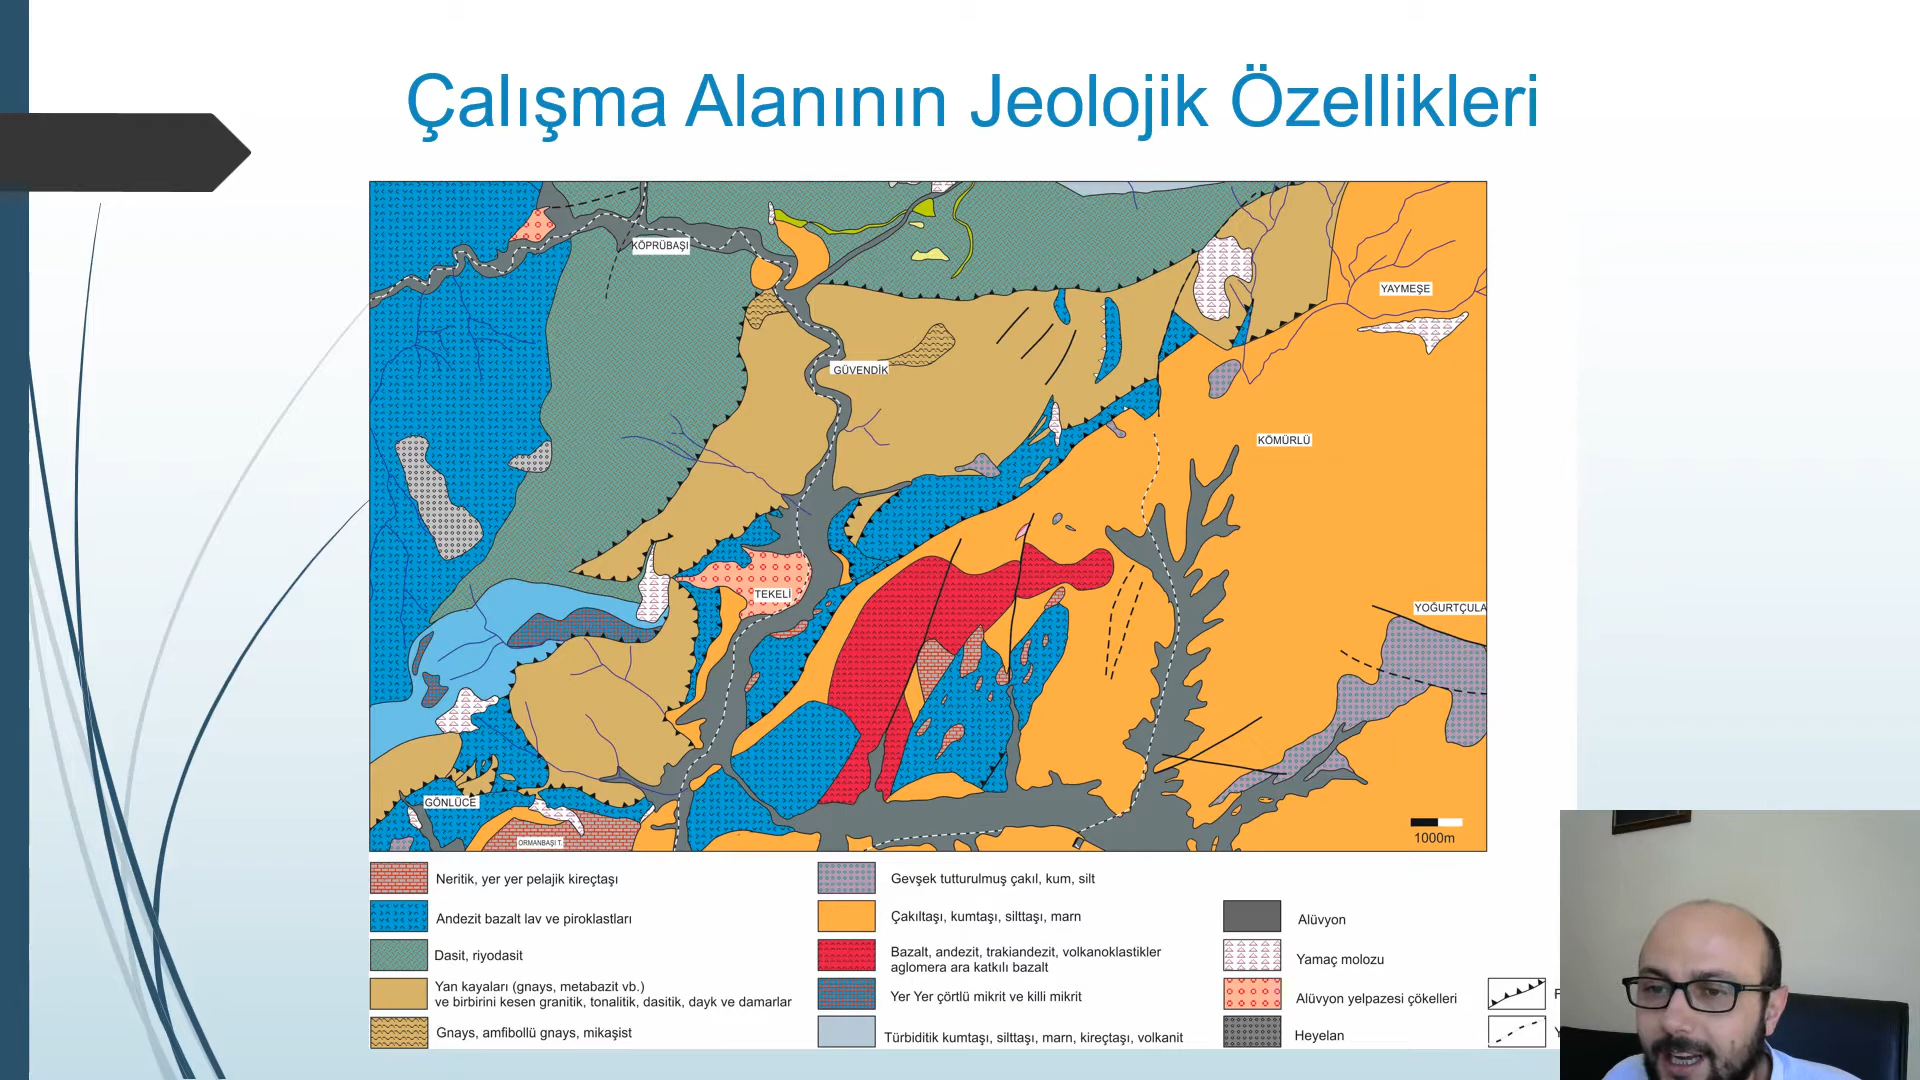 Çalışma Alanının Jeolojik Özellikleri
KÖPRÜBAŞI
YAYMEŞE
GÜVENDİK
KÖMÜRLÜ
TEKELİ
YOĞURTÇULA
GÖNLÜCE
ORMANBAŞI T.
1000m
Neritik, yer yer pelajik kireçtaşı
Andezit bazalt lav ve piroklastları
Dasit, riyodasit
Yan kayaları (gnays, metabazit vb.)
ve birbirini kesen granitik, tonalitik, dasitik, dayk ve damarlar
Gnays, amfibollü gnays, mikaşist
Gevşek tutturulmuş çakıl, kum, silt
Çakıltaşı, kumtaşı, silttaşı, marn
Bazalt, andezit, trakiandezit, volkanoklastikler
aglomera ara katkılı bazalt
Yer Yer çörtlü mikrit ve killi mikrit
Türbiditik kumtaşı, silttaşı, marn, kireçtaşı, volkanit
Alüvyon
Yamaç molozu
Alüvyon yelpazesi çökelleri
Heyelan